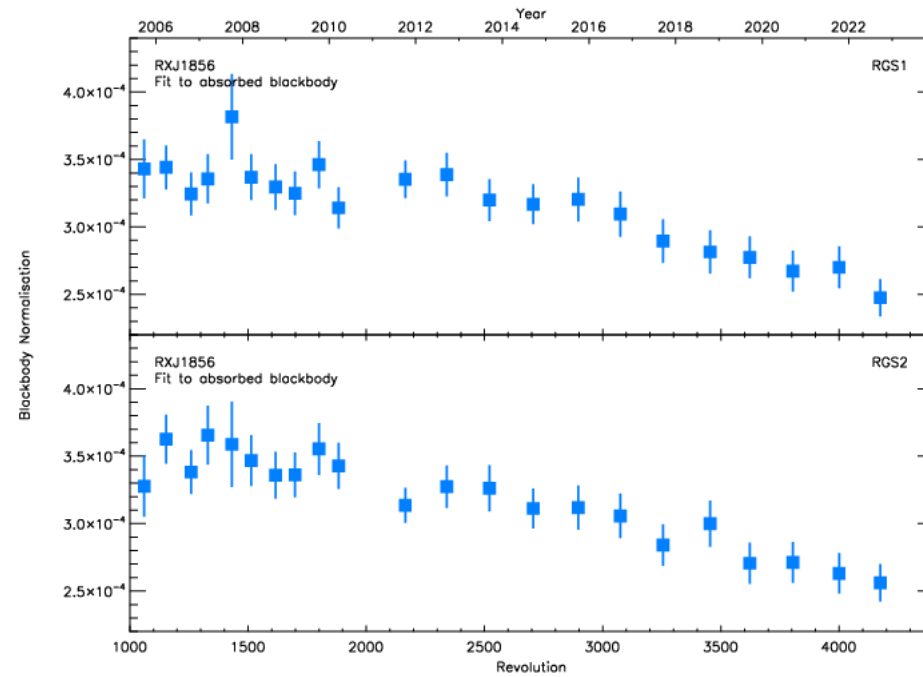 Year
2006 2008 2010 2012 2014 2016 2018 2020 2022
RXJ1856 RGS1
Fit to absorbed blackbody
4.0×10⁻⁴
3.5×10⁻⁴
3.0×10⁻⁴
2.5×10⁻⁴
Blackbody Normalisation
RXJ1856 RGS2
Fit to absorbed blackbody
4.0×10⁻⁴
3.5×10⁻⁴
3.0×10⁻⁴
2.5×10⁻⁴
1000 1500 2000 2500 3000 3500 4000
Revolution